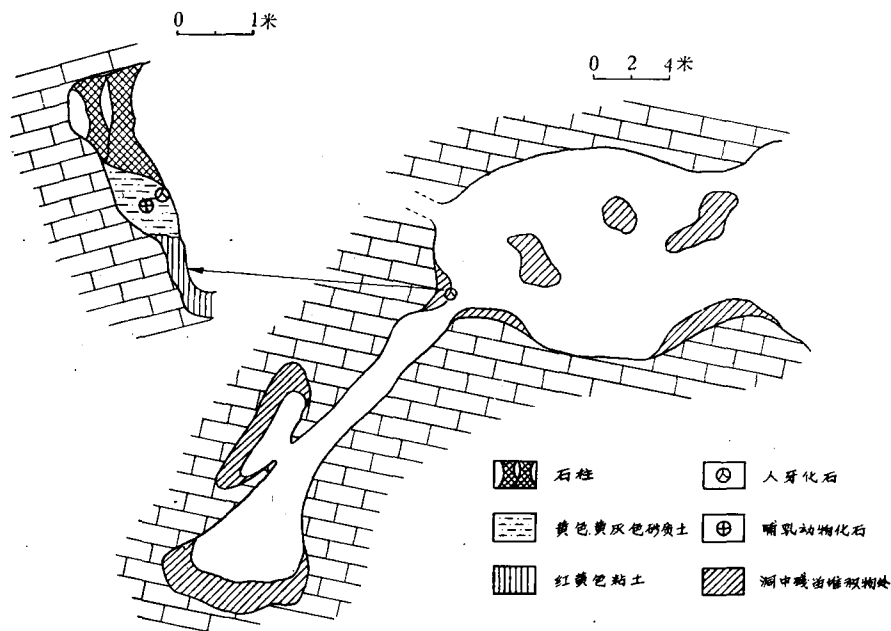 0 1米
0 2 4米
石柱
人牙化石
黄色.黄灰色砂质土
哺乳动物化石
红黄色粘土
洞中残留堆积物处